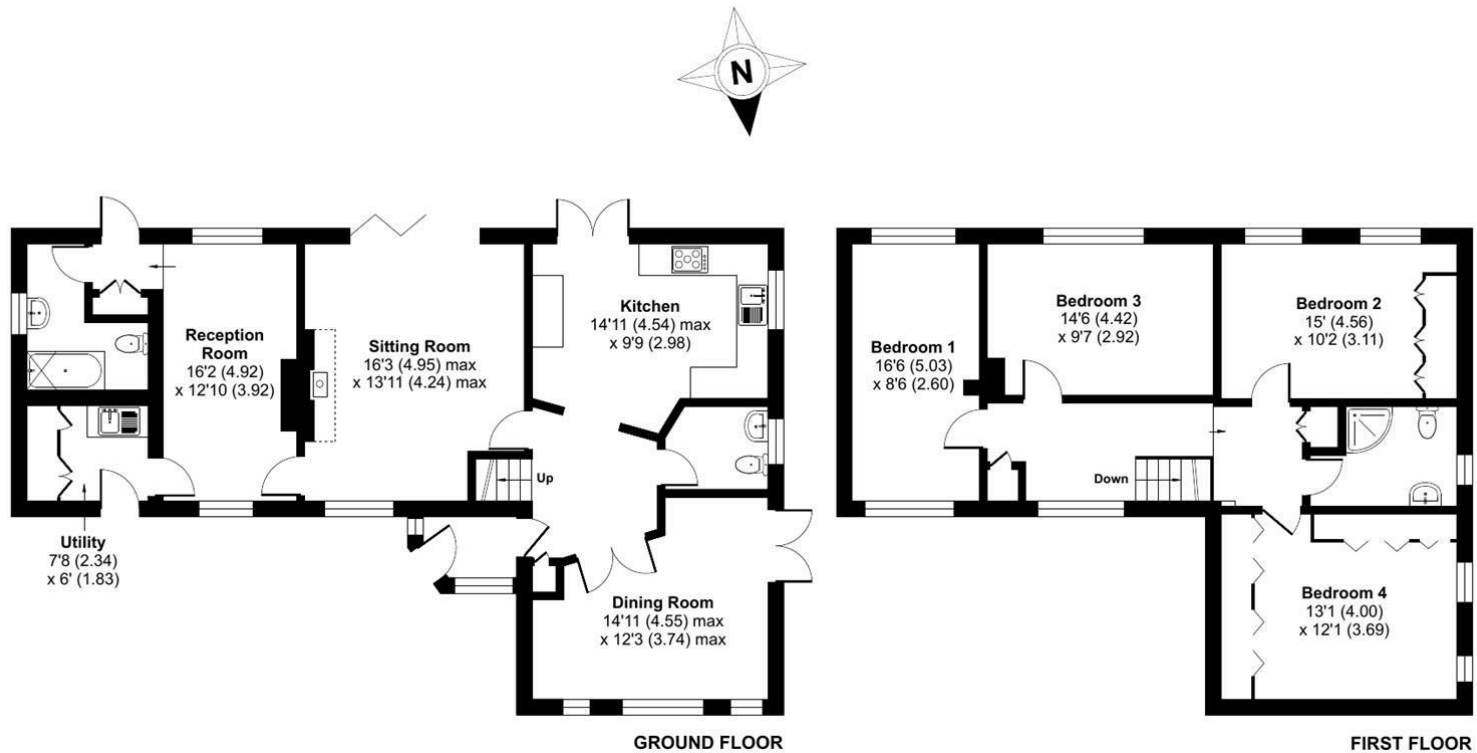 N
Reception
Room
16'2 (4.92)
x 12'10 (3.92)
Sitting Room
16'3 (4.95) max
x 13'11 (4.24) max
Kitchen
14'11 (4.54) max
x 9'9 (2.98)
Up
Utility
7'8 (2.34)
x 6' (1.83)
Dining Room
14'11 (4.55) max
x 12'3 (3.74) max
GROUND FLOOR
Bedroom 1
16'6 (5.03)
x 8'6 (2.60)
Bedroom 3
14'6 (4.42)
x 9'7 (2.92)
Bedroom 2
15' (4.56)
x 10'2 (3.11)
Down
Bedroom 4
13'1 (4.00)
x 12'1 (3.69)
FIRST FLOOR